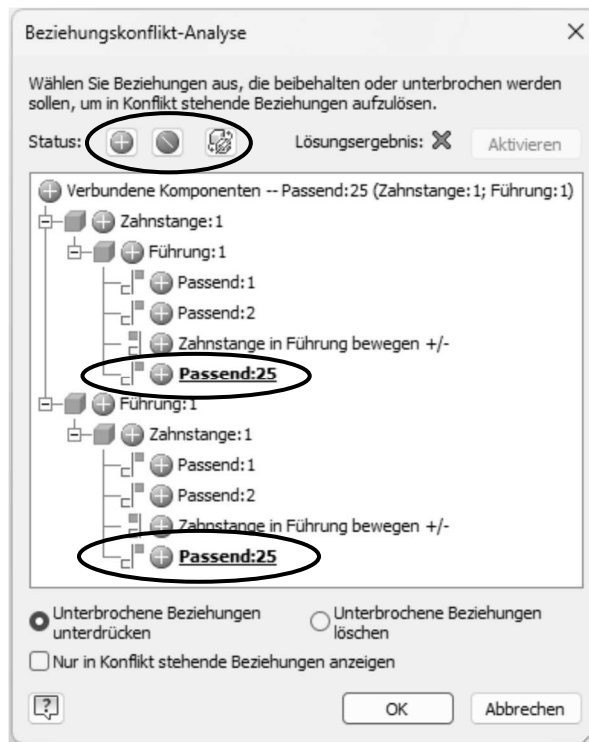 Beziehungskonflikt-Analyse
Wählen Sie Beziehungen aus, die beibehalten oder unterbrochen werden
sollen, um in Konflikt stehende Beziehungen aufzulösen.
Status: Lösungsergebnis: Aktivieren
Verbundene Komponenten -- Passend:25 (Zahnstange:1; Führung:1)
Zahnstange:1
Führung:1
Passend:1
Passend:2
Zahnstange in Führung bewegen +/-
Passend:25
Führung:1
Zahnstange:1
Passend:1
Passend:2
Zahnstange in Führung bewegen +/-
Passend:25
Unterbrochene Beziehungen
unterdrücken
Unterbrochene Beziehungen
löschen
Nur in Konflikt stehende Beziehungen anzeigen
? OK Abbrechen